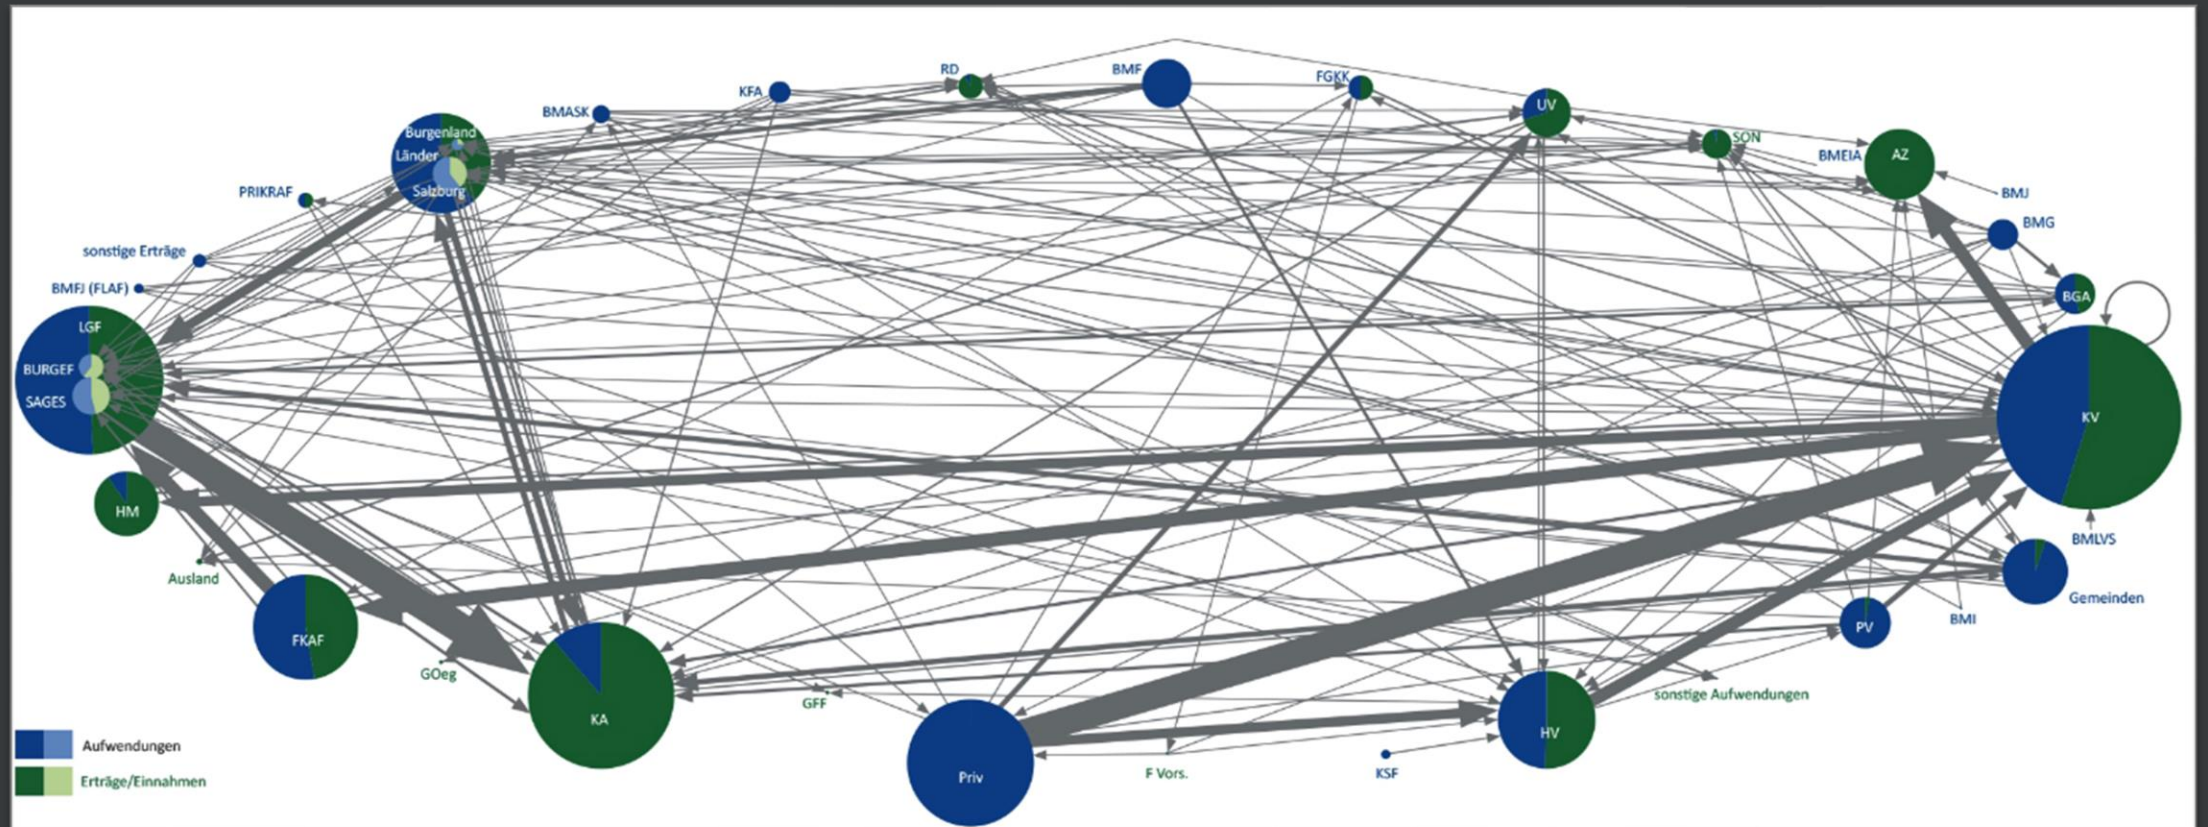 RD
BMF
FGKK
KFA
BMASK
UV
Burgenland
Länder
Salzburg
SON
BMEIA
AZ
PRIKRAF
BMJ
BMG
sonstige Erträge
BMFJ (FLAF)
BGA
LGF
BURGEF
SAGES
KV
HM
BMLVS
Ausland
Gemeinden
FKAF
PV
BMI
GOeg
GFF
sonstige Aufwendungen
KA
HV
Priv
F Vors.
KSF
Aufwendungen
Erträge/Einnahmen